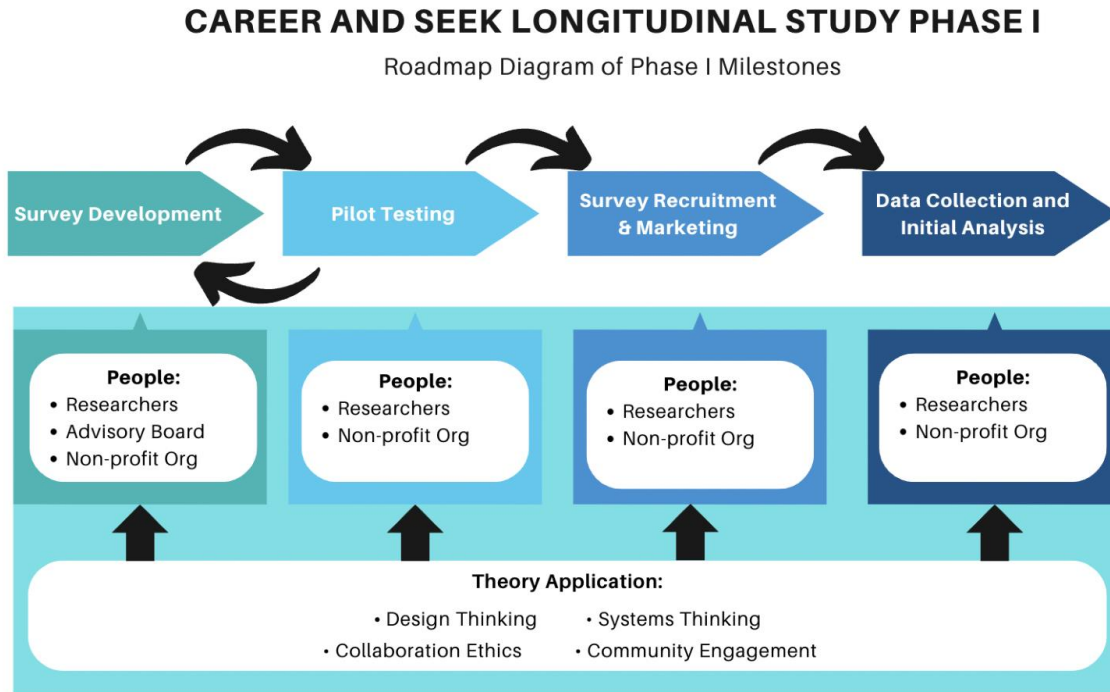 CAREER AND SEEK LONGITUDINAL STUDY PHASE I
Roadmap Diagram of Phase I Milestones
Survey Development
Pilot Testing
Survey Recruitment
& Marketing
Data Collection and
Initial Analysis
People:
• Researchers
• Advisory Board
• Non-profit Org
People:
• Researchers
• Non-profit Org
People:
• Researchers
• Non-profit Org
People:
• Researchers
• Non-profit Org
Theory Application:
• Design Thinking • Systems Thinking
• Collaboration Ethics • Community Engagement